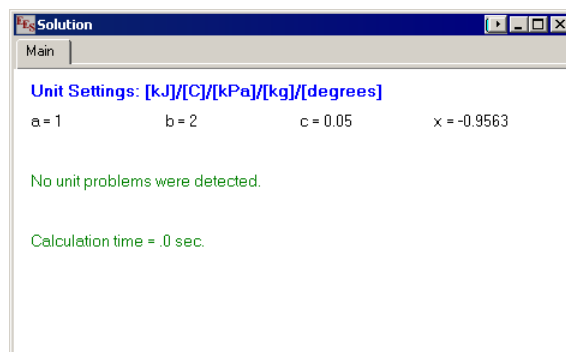 EES Solution
Main
Unit Settings: [kJ]/[C]/[kPa]/[kg]/[degrees]
a = 1 b = 2 c = 0.05 x = -0.9563
No unit problems were detected.
Calculation time = .0 sec.